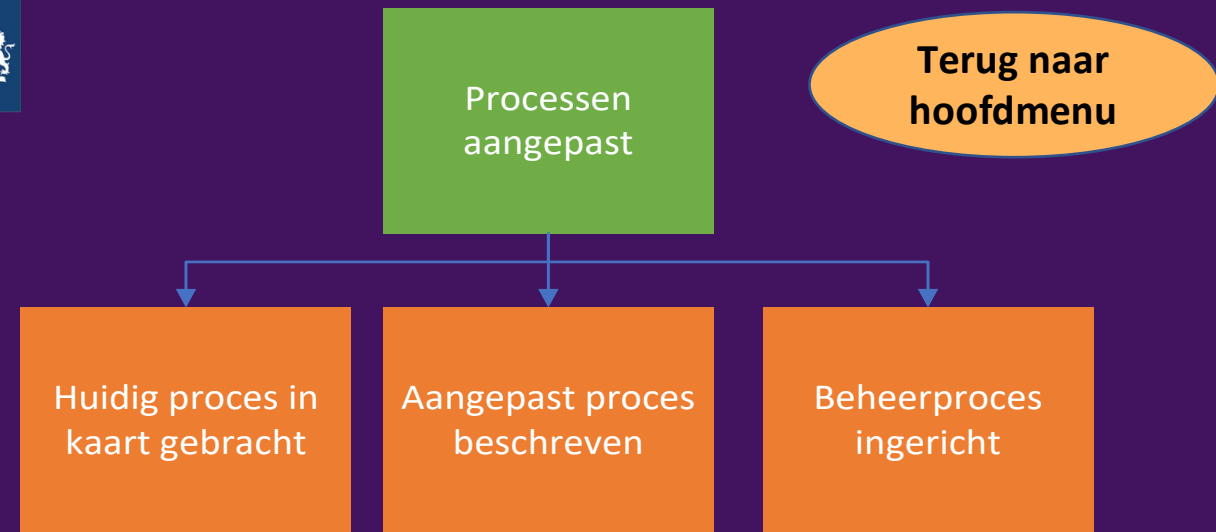 Processen
aangepast
Terug naar
hoofdmenu
Huidig proces in
kaart gebracht
Aangepast proces
beschreven
Beheerproces
ingericht